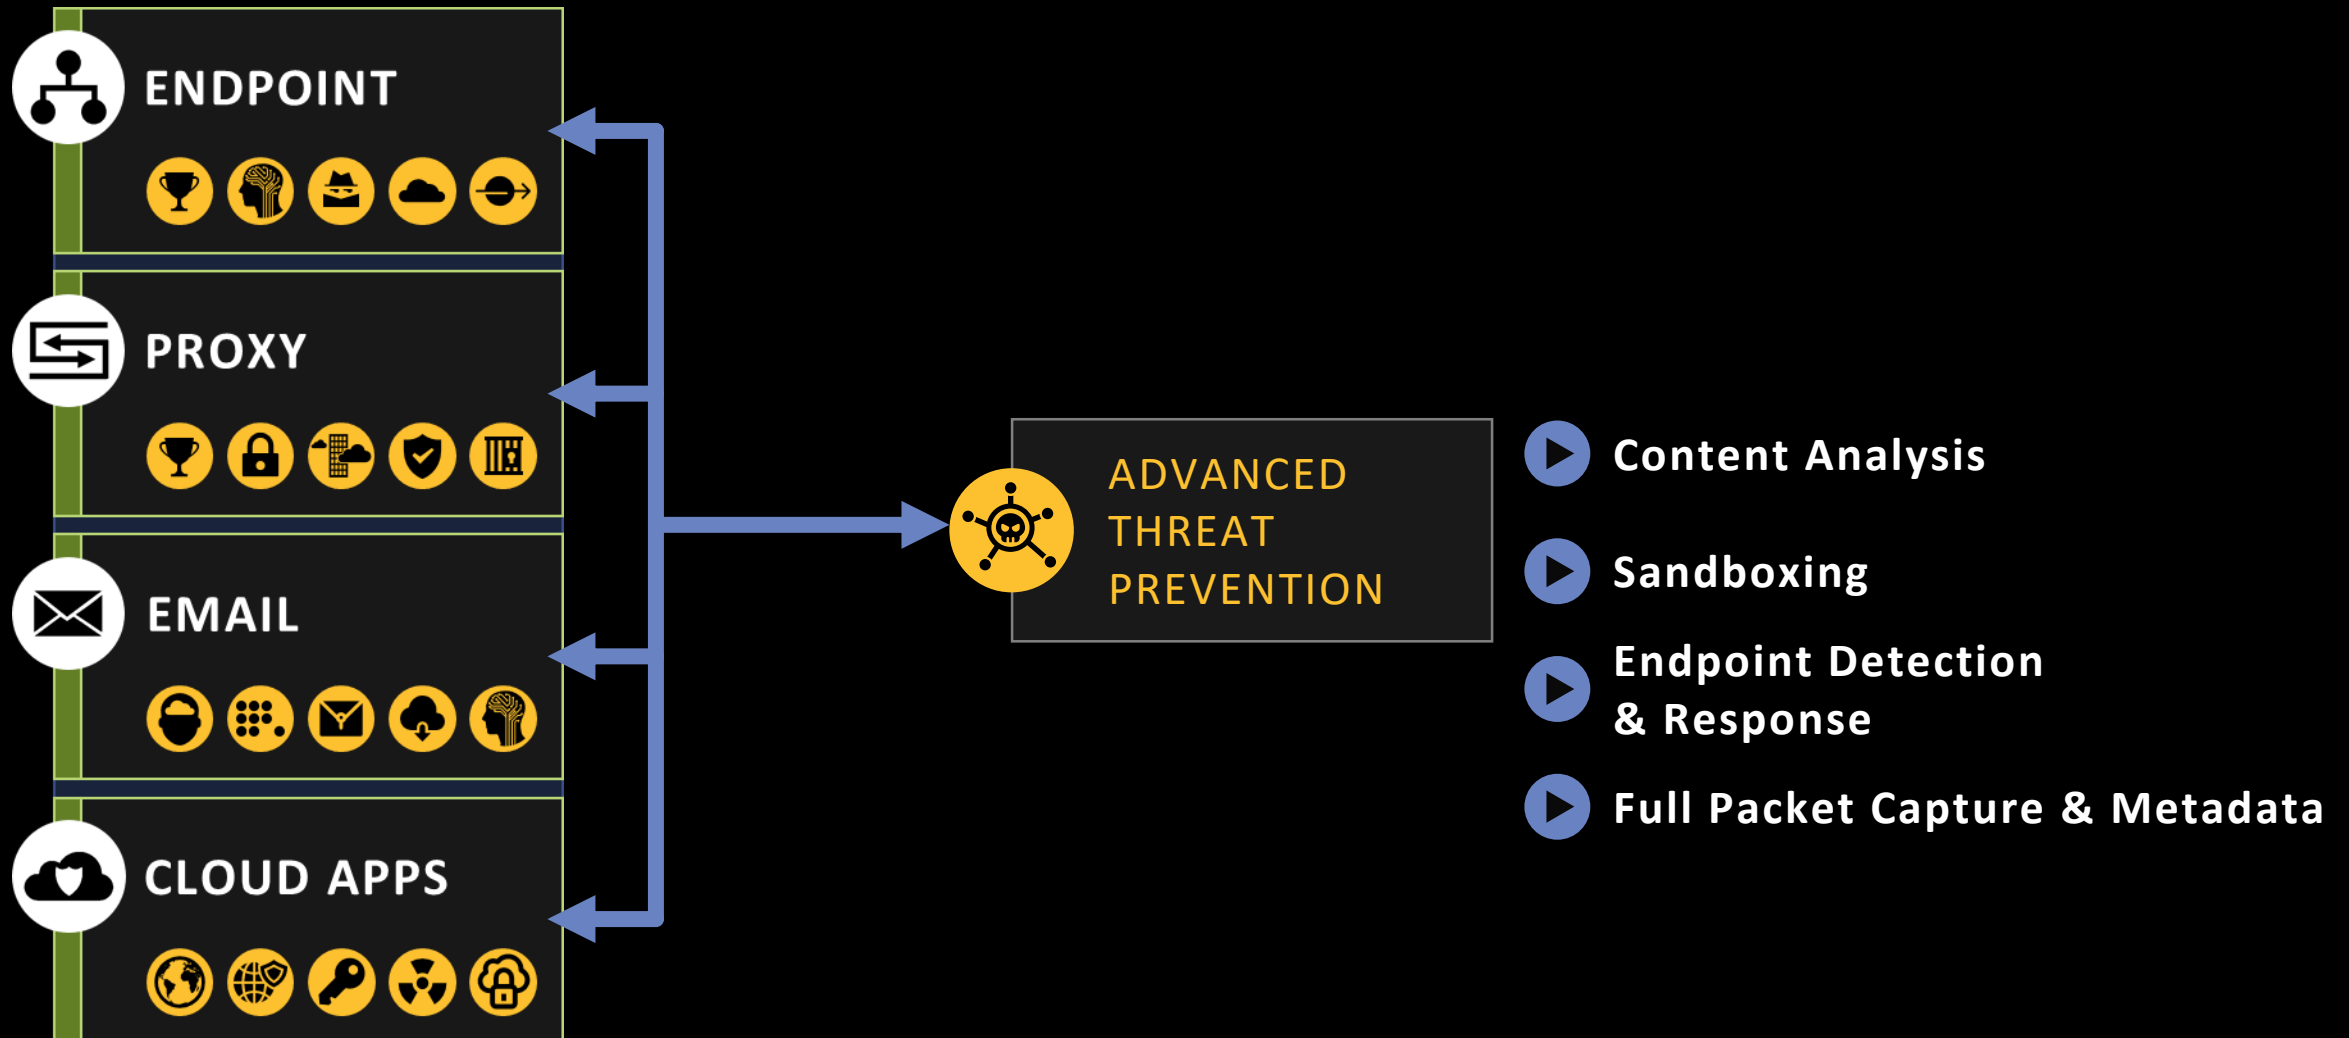 ENDPOINT
PROXY
EMAIL
CLOUD APPS
ADVANCED
THREAT
PREVENTION
Content Analysis
Sandboxing
Endpoint Detection
& Response
Full Packet Capture & Metadata